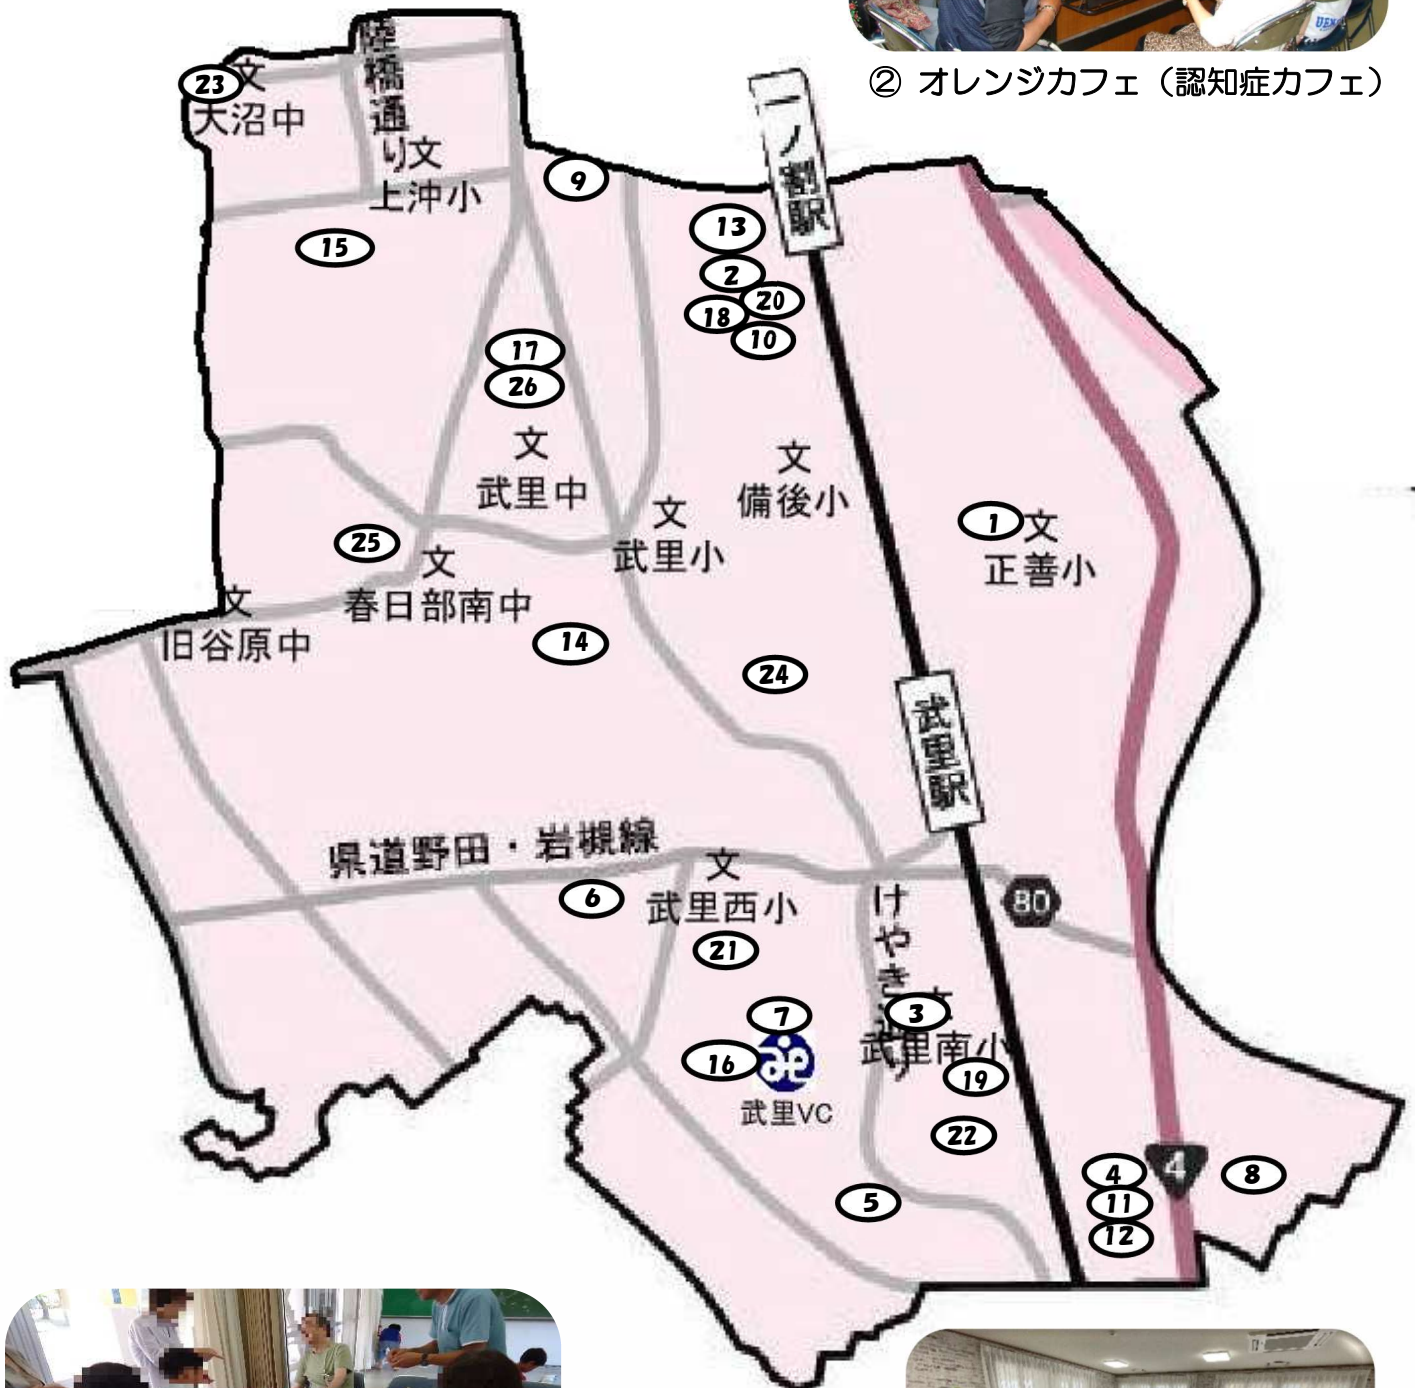 ② オレンジカフェ（認知症カフェ）
陸橋通り
23
文
大沼中
文
上沖小
一ノ割駅
9
13
15
2
20
18
10
17
26
文
武里中
文
備後小
文
武里小
1
文
正善小
25
文
春日部南中
文
旧谷原中
14
24
武里駅
県道野田・岩槻線
文
武里西小
6
80
けやき通り
21
3
文
武里南小
7
16
武里VC
19
22
4
4
8
11
5
12